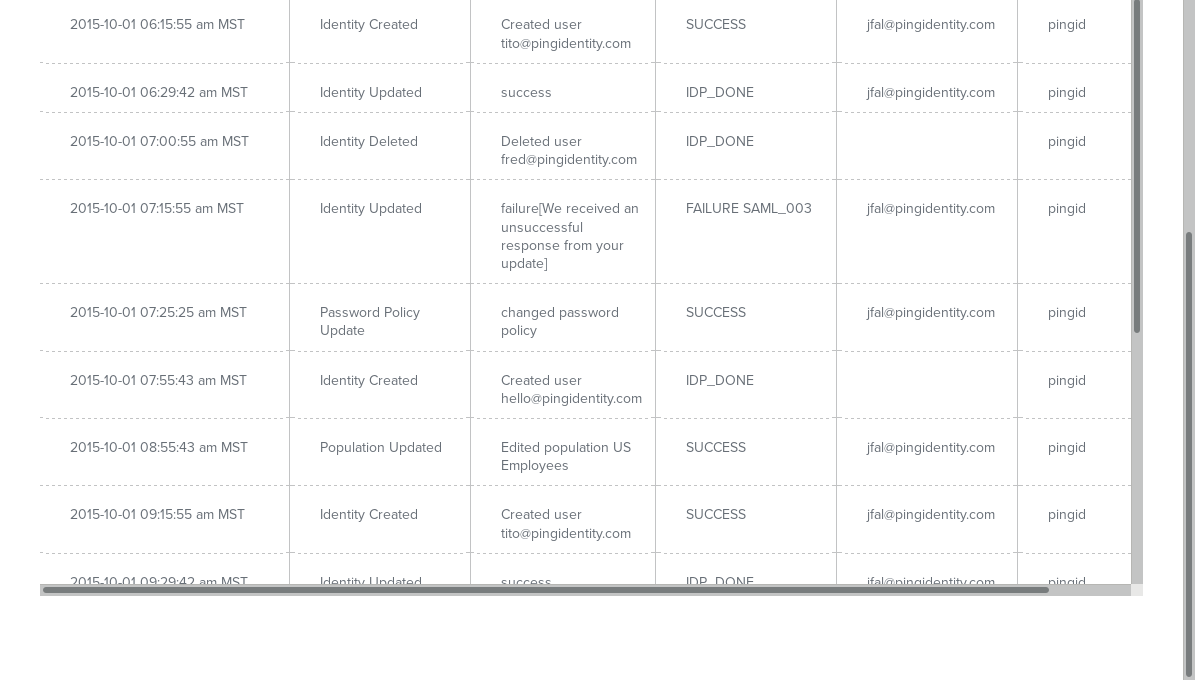 2015-10-01 06:15:55 am MST Identity Created Created user SUCCESS jfal@pingidentity.com pingid
tito@pingidentity.com
2015-10-01 06:29:42 am MST Identity Updated success IDP_DONE jfal@pingidentity.com pingid
2015-10-01 07:00:55 am MST Identity Deleted Deleted user IDP_DONE pingid
fred@pingidentity.com
2015-10-01 07:15:55 am MST Identity Updated failure[We received an FAILURE SAML_003 jfal@pingidentity.com pingid
unsuccessful
response from your
update]
2015-10-01 07:25:25 am MST Password Policy changed password SUCCESS jfal@pingidentity.com pingid
Update policy
2015-10-01 07:55:43 am MST Identity Created Created user IDP_DONE pingid
hello@pingidentity.com
2015-10-01 08:55:43 am MST Population Updated Edited population US SUCCESS jfal@pingidentity.com pingid
Employees
2015-10-01 09:15:55 am MST Identity Created Created user SUCCESS jfal@pingidentity.com pingid
tito@pingidentity.com
2015-10-01 09:29:42 am MST Identity Updated success IDP_DONE jfal@pingidentity.com pingid